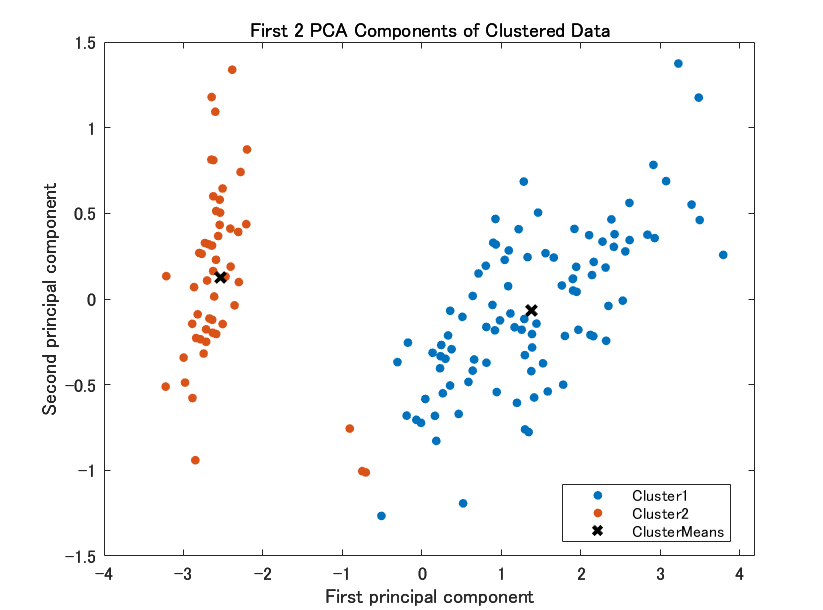 First 2 PCA Components of Clustered Data
1.5
1
0.5
0
-0.5
-1
-1.5
Second principal component
-4
-3
-2
-1
0
1
2
3
4
First principal component
Cluster1
Cluster2
ClusterMeans